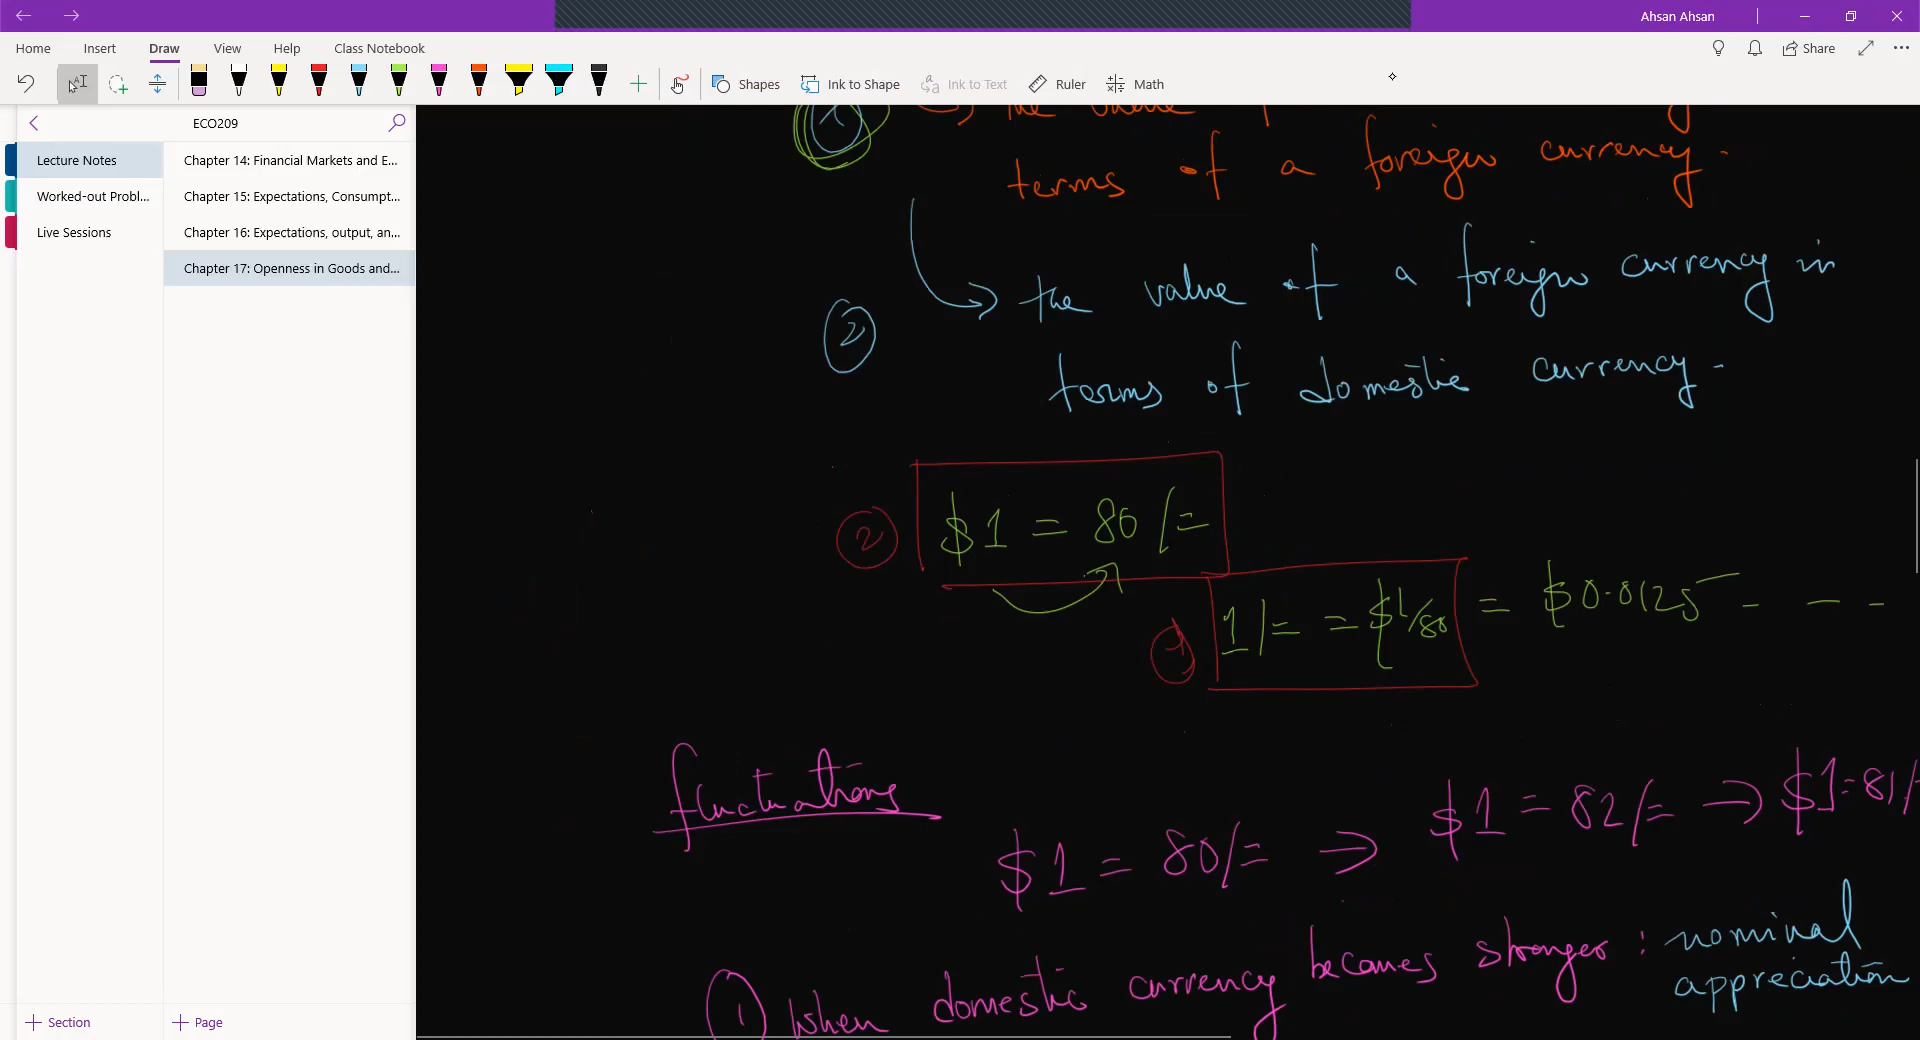 Ahsan Ahsan
Home Insert Draw View Help Class Notebook Share
Shapes Ink to Shape Ink to Text Ruler Math
ECO209
Lecture Notes
Worked-out Probl...
Live Sessions
Chapter 14: Financial Markets and E...
Chapter 15: Expectations, Consumpt...
Chapter 16: Expectations, output, an...
Chapter 17: Openness in Goods and...
+ Section
+ Page
① → the value
terms of a foreign currency.
② → the value of a foreign currency in
terms of domestic currency.
② $1 = 80/=
① 1/= = $1/80 = $0.0125 - - -
fluctuations
$1 = 80/= → $1 = 82/= → $1=81/
① When domestic currency becomes stronger : nominal
appreciation